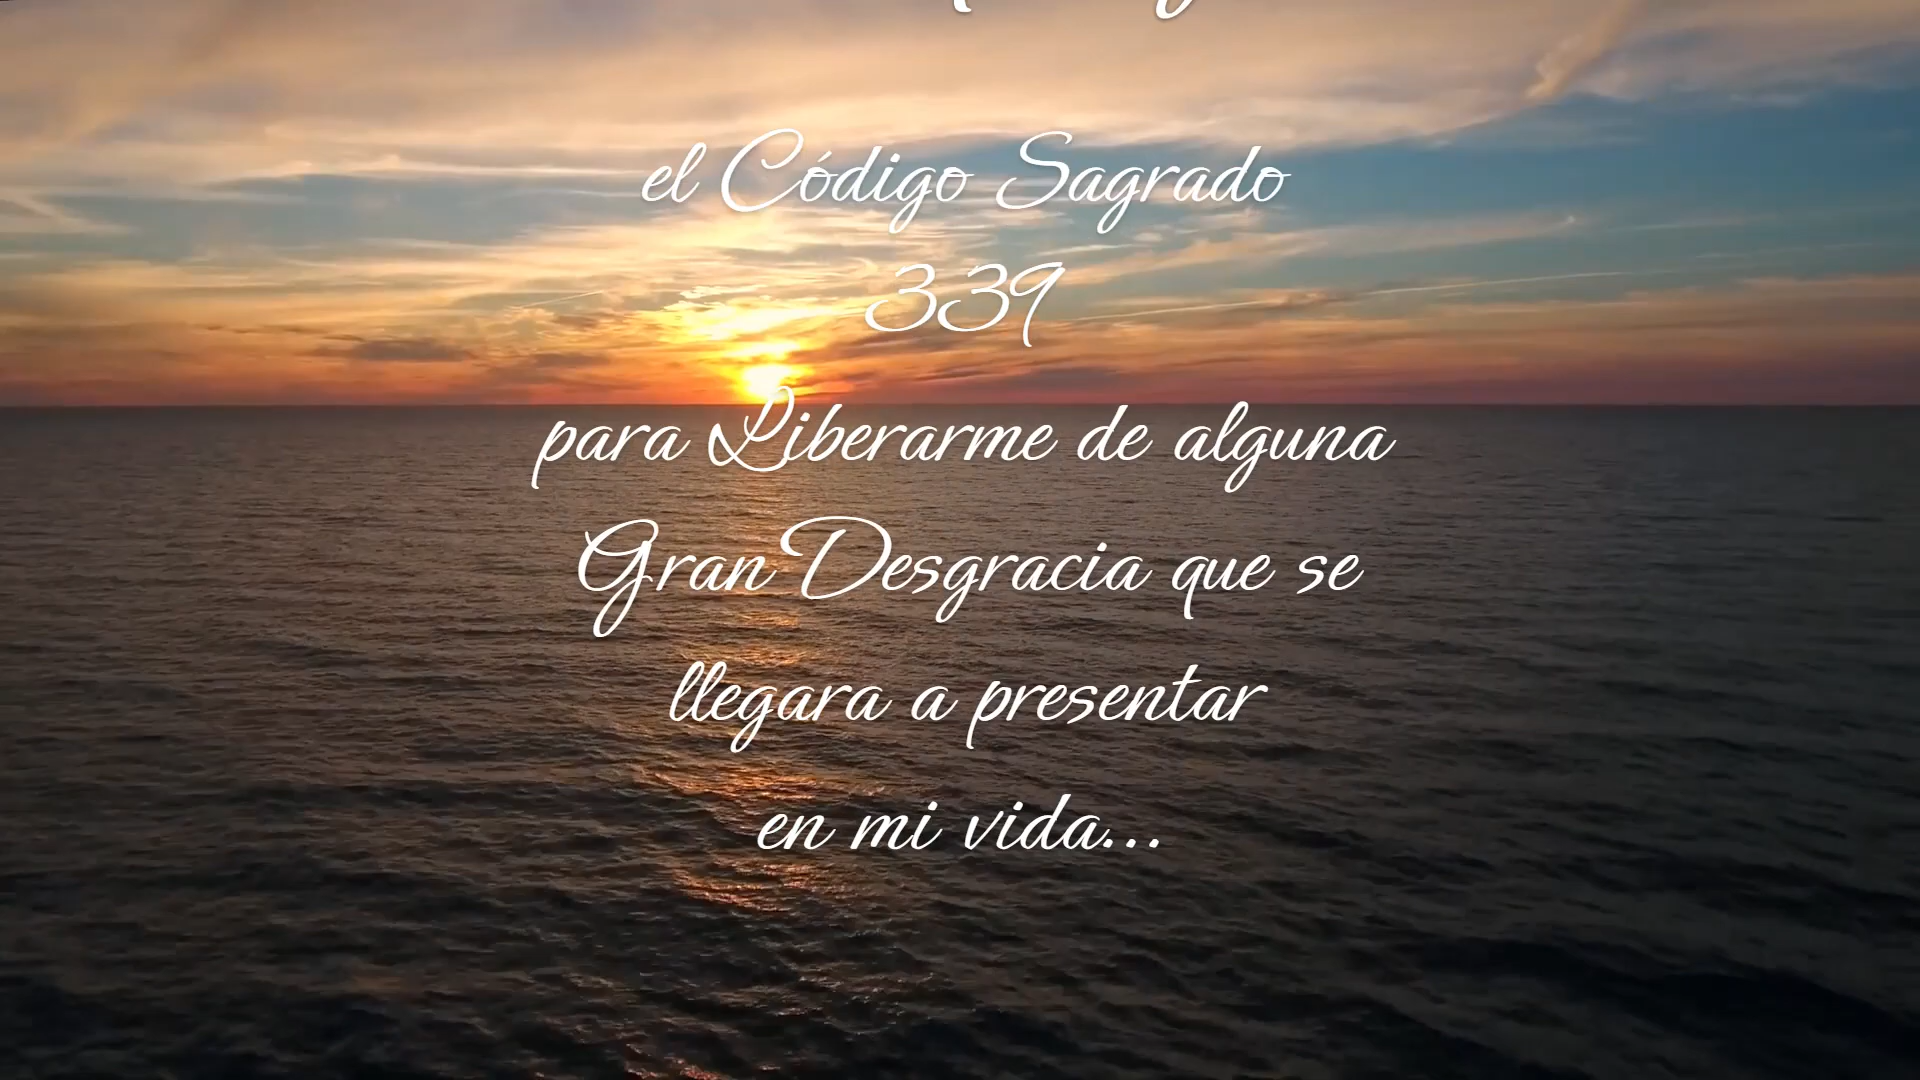 el Código Sagrado
339
para Liberarme de alguna
Gran Desgracia que se
llegara a presentar
en mi vida...